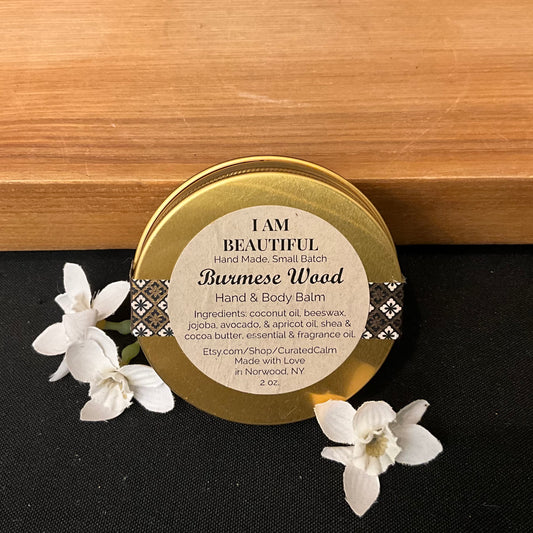 I AM
BEAUTIFUL
Hand Made, Small Batch
Burmese Wood
Hand & Body Balm
Ingredients: coconut oil, beeswax,
jojoba, avocado, & apricot oil, shea &
cocoa butter, essential & fragrance oil.
Etsy.com/Shop/CuratedCalm
Made with Love
in Norwood, NY
2 oz.